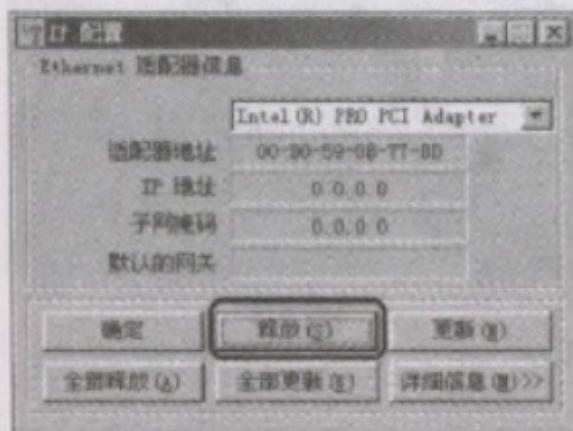 IP 配置
Ethernet 适配器信息
Intel(R) PRO PCI Adapter
适配器地址 00-B0-59-0B-77-BD
IP 地址 0.0.0.0
子网掩码 0.0.0.0
默认的网关
确定 释放(S) 更新(N)
全部释放(A) 全部更新(W) 详细信息(M)>>